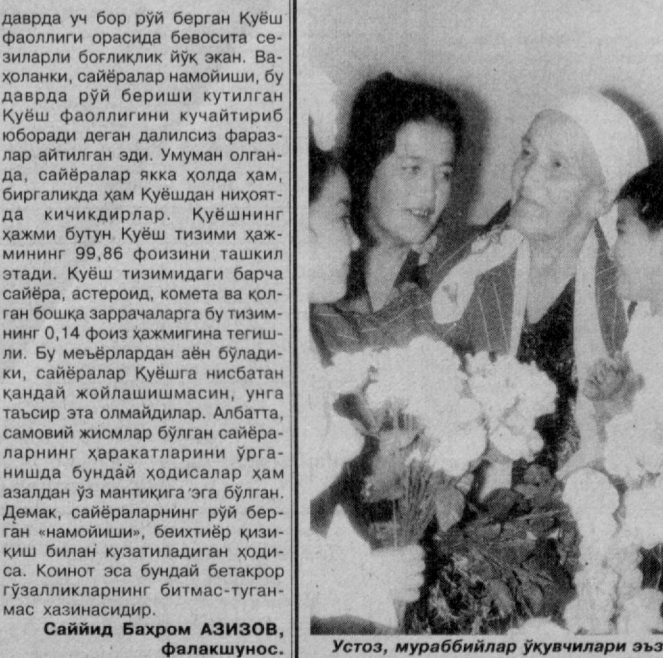 даврда уч бор рўй берган Қуёш
фаоллиги орасида бевосита се-
зиларли боғлиқлик йўқ экан. Ва-
ҳоланки, сайёралар намойиши, бу
даврда рўй бериши кутилган
Қуёш фаоллигини кучайтириб
юборади деган далилсиз фараз-
лар айтилган эди. Умуман олган-
да, сайёралар якка ҳолда ҳам,
биргаликда ҳам Қуёшдан ниҳоят-
да кичикдирлар. Қуёшнинг
ҳажми бутун Қуёш тизими ҳаж-
мининг 99,86 фоизини ташкил
этади. Қуёш тизимидаги барча
сайёра, астероид, комета ва қол-
ган бошқа заррачаларга бу тизим-
нинг 0,14 фоиз ҳажмигина тегиш-
ли. Бу меъёрлардан аён бўлади-
ки, сайёралар Қуёшга нисбатан
қандай жойлашишмасин, унга
таъсир эта олмайдилар. Албатта,
самовий жисмлар бўлган сайёра-
ларнинг ҳаракатларини ўрга-
нишда бундай ҳодисалар ҳам
азалдан ўз мантиқига эга бўлган.
Демак, сайёраларнинг рўй бер-
ган «намойиши», беихтиёр қизи-
қиш билан кузатиладиган ҳоди-
са. Коинот эса бундай бетакрор
гўзалликларнинг битмас-туган-
мас хазинасидир.
Саййид Баҳром АЗИЗОВ,
фалакшунос.
Устоз, мураббийлар ўқувчилари эъз